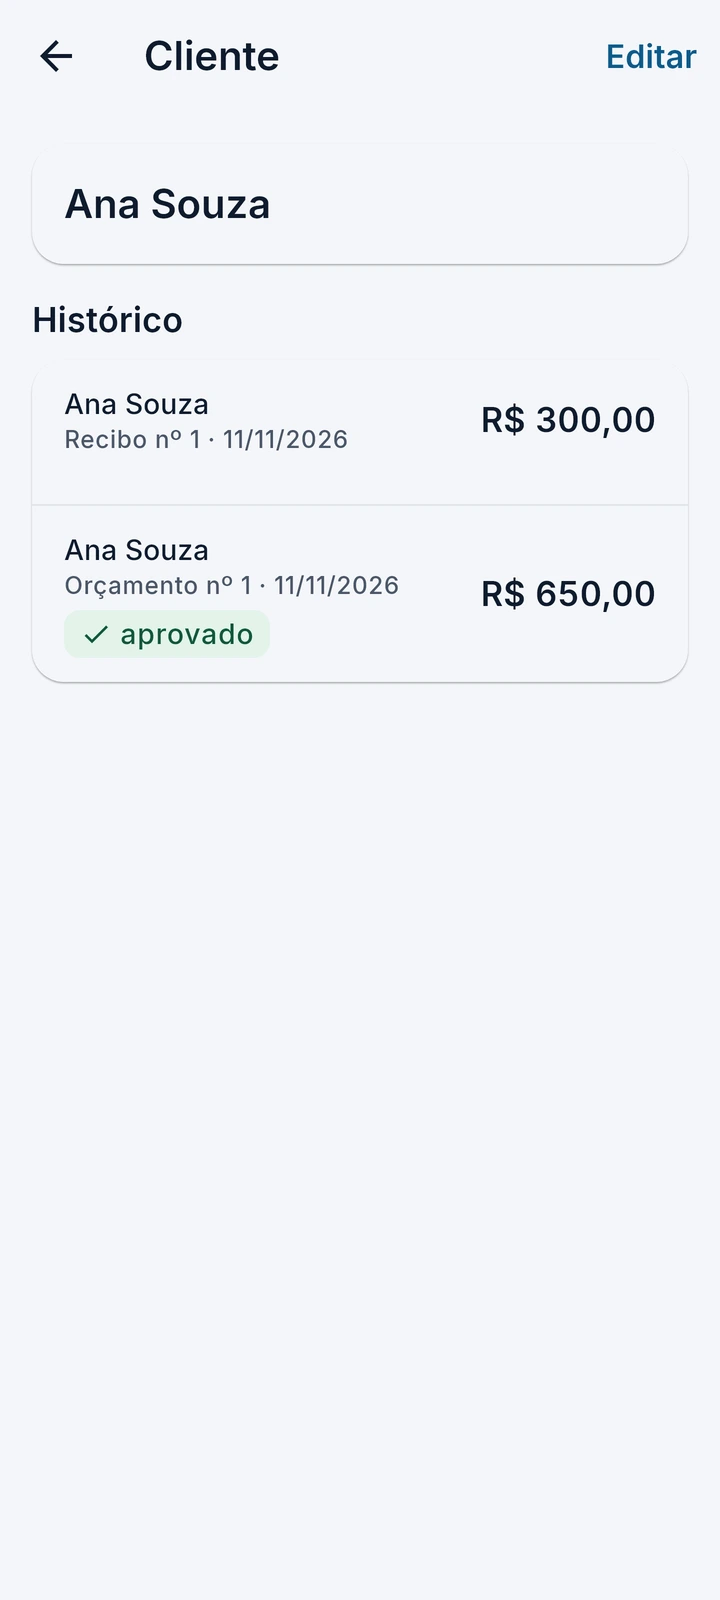 Cliente
Editar
Ana Souza
Histórico
Ana Souza
Recibo nº 1 · 11/11/2026
R$ 300,00
Ana Souza
Orçamento nº 1 · 11/11/2026
R$ 650,00
aprovado